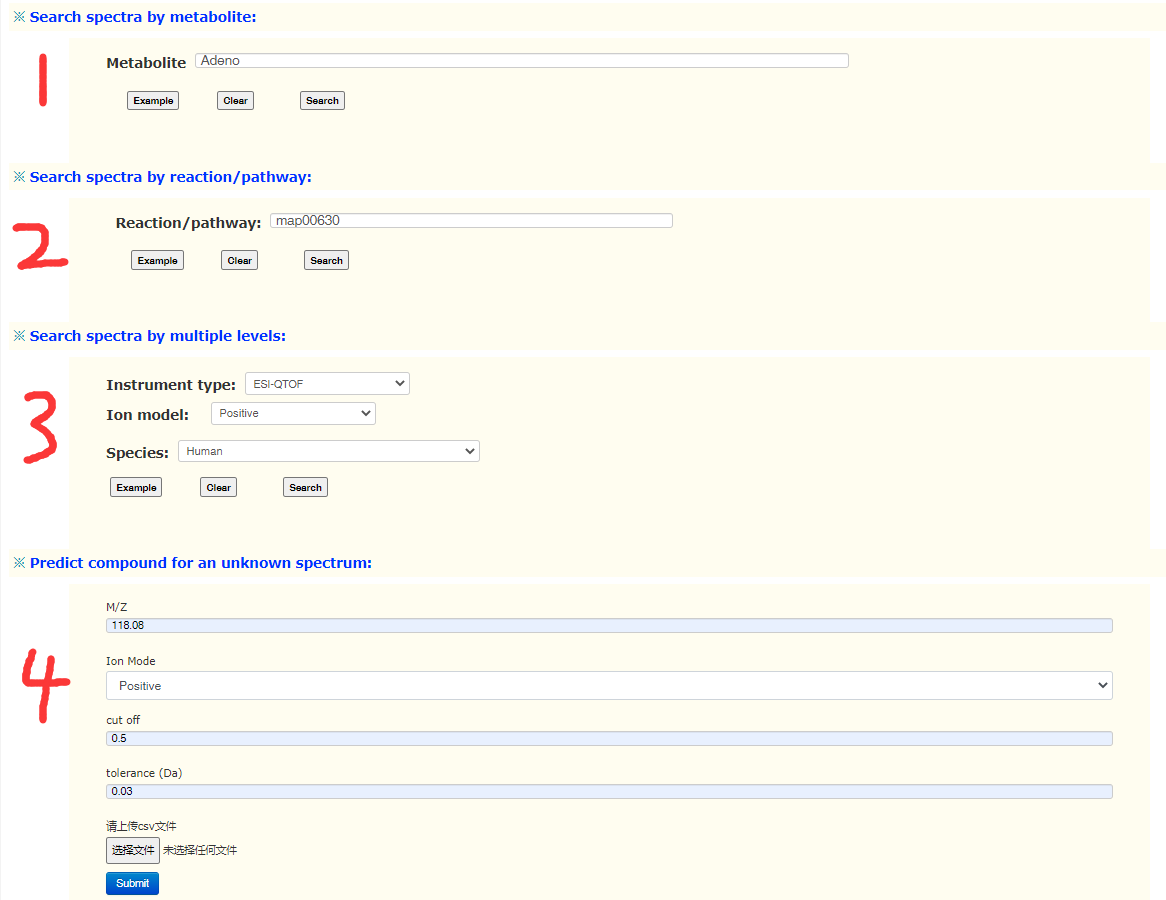 ※ Search spectra by metabolite:
1
Metabolite Adeno
Example Clear Search
※ Search spectra by reaction/pathway:
2
Reaction/pathway: map00630
Example Clear Search
※ Search spectra by multiple levels:
3
Instrument type: ESI-QTOF
Ion model: Positive
Species: Human
Example Clear Search
※ Predict compound for an unknown spectrum:
4
M/Z
118.08
Ion Mode
Positive
cut off
0.5
tolerance (Da)
0.03
请上传csv文件
选择文件 未选择任何文件
Submit